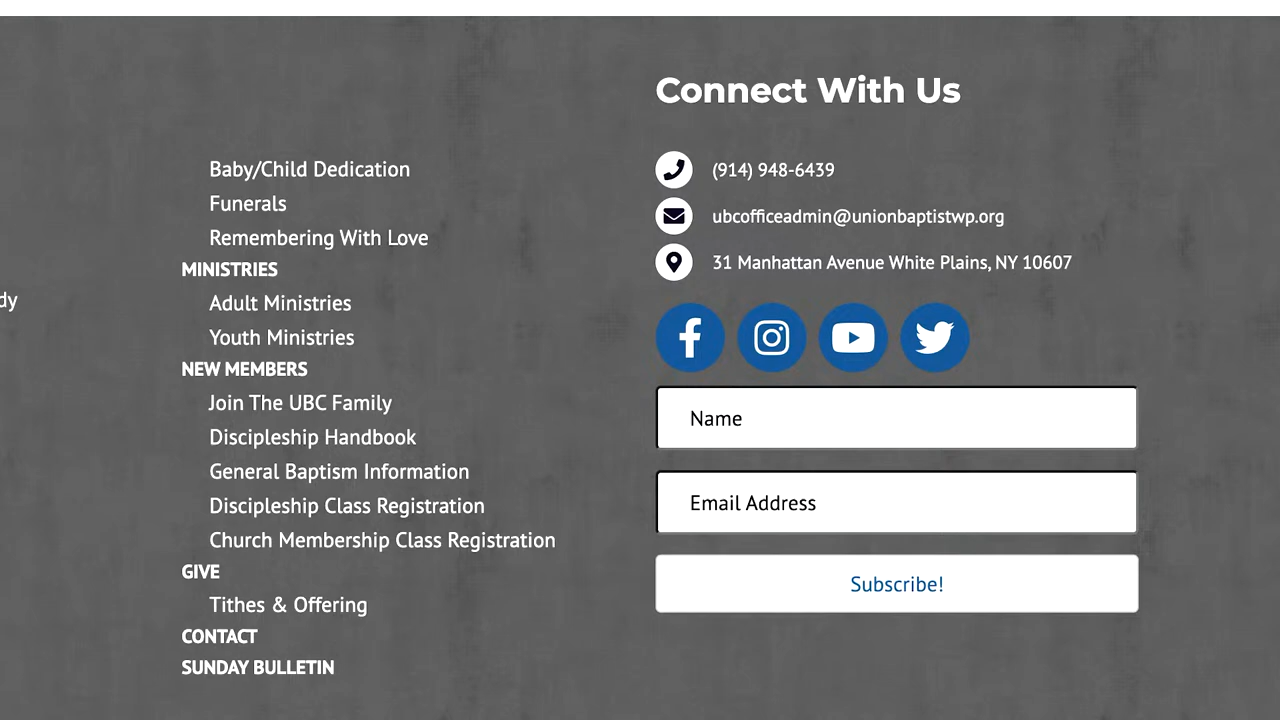 dy
Baby/Child Dedication
Funerals
Remembering With Love
MINISTRIES
Adult Ministries
Youth Ministries
NEW MEMBERS
Join The UBC Family
Discipleship Handbook
General Baptism Information
Discipleship Class Registration
Church Membership Class Registration
GIVE
Tithes & Offering
CONTACT
SUNDAY BULLETIN
Connect With Us
(914) 948-6439
ubcofficeadmin@unionbaptistwp.org
31 Manhattan Avenue White Plains, NY 10607
Name
Email Address
Subscribe!